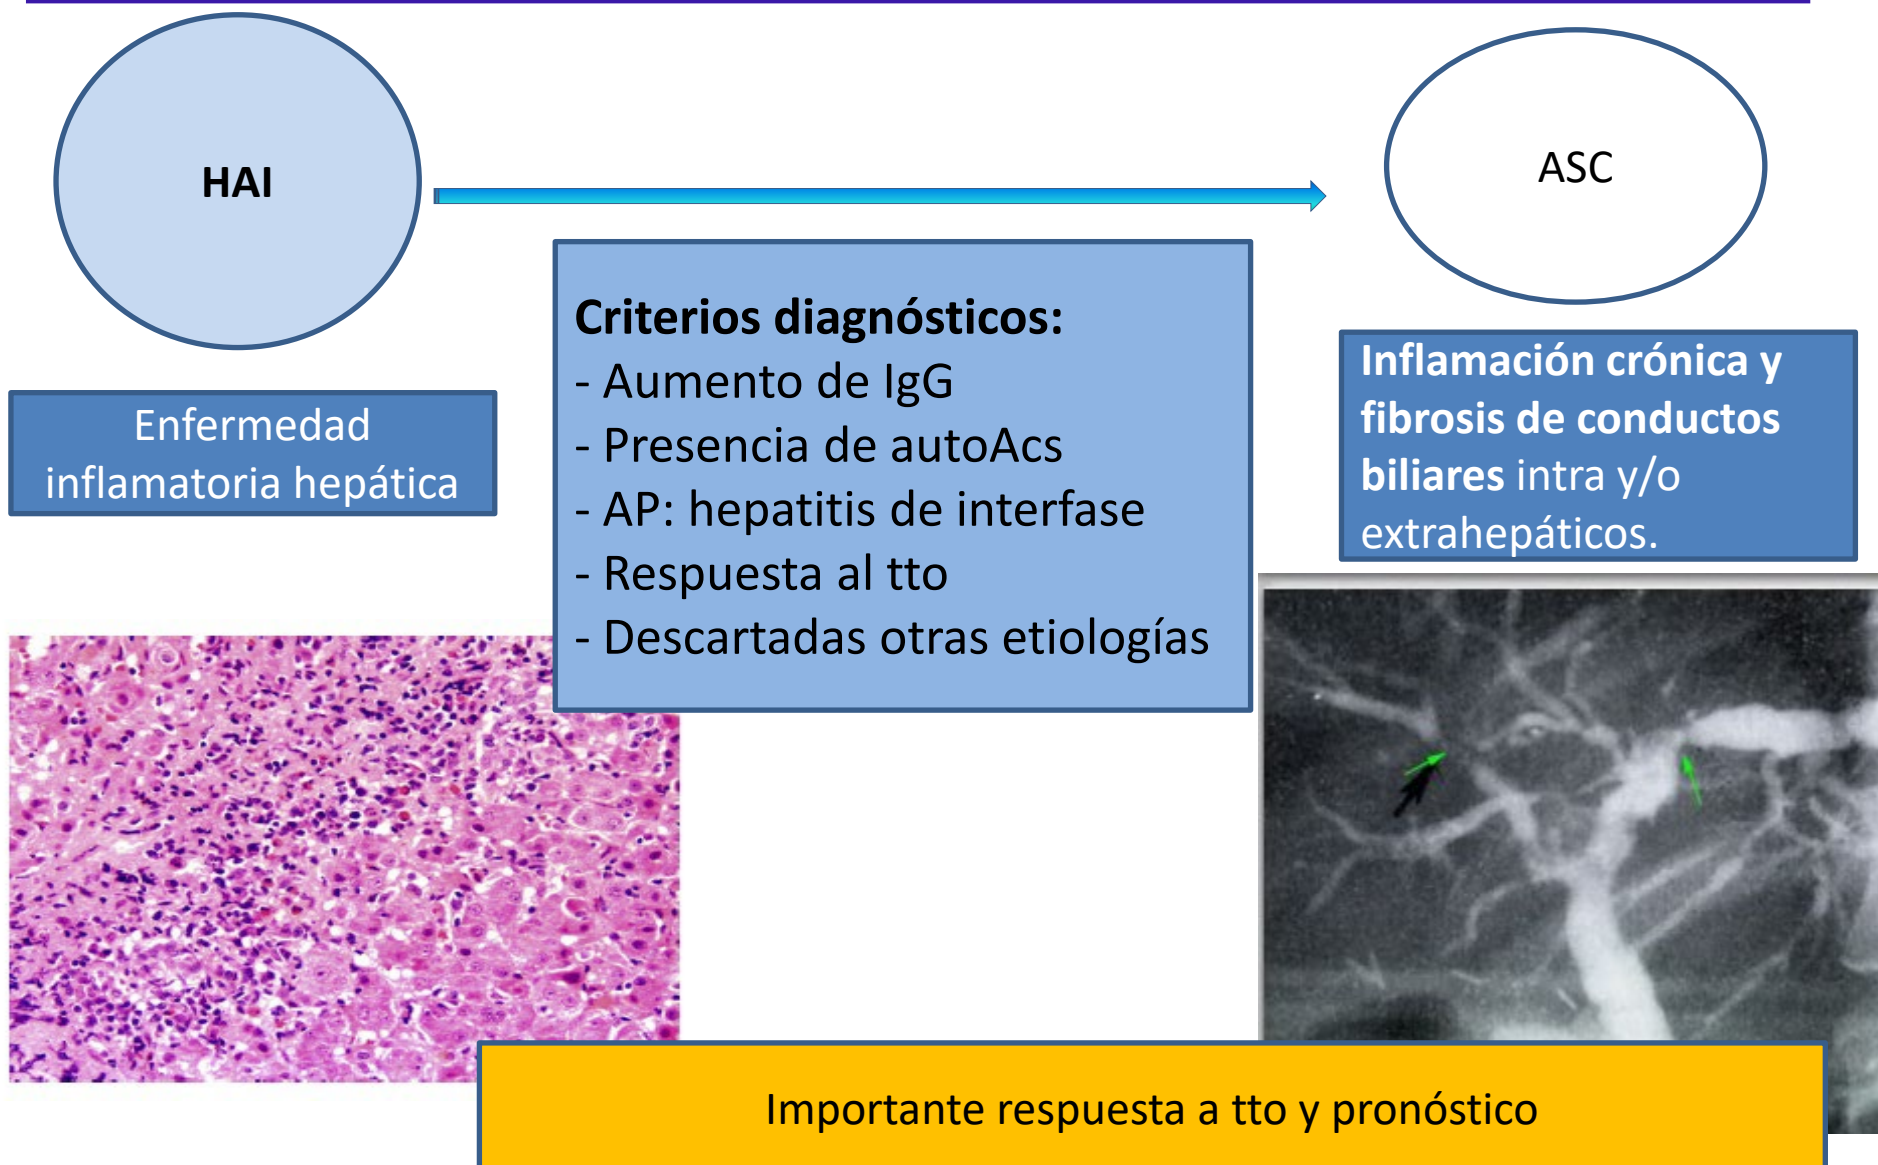 HAI
ASC
Criterios diagnósticos:
- Aumento de IgG
- Presencia de autoAcs
- AP: hepatitis de interfase
- Respuesta al tto
- Descartadas otras etiologías
Enfermedad
inflamatoria hepática
Inflamación crónica y
fibrosis de conductos
biliares intra y/o
extrahepáticos.
Importante respuesta a tto y pronóstico